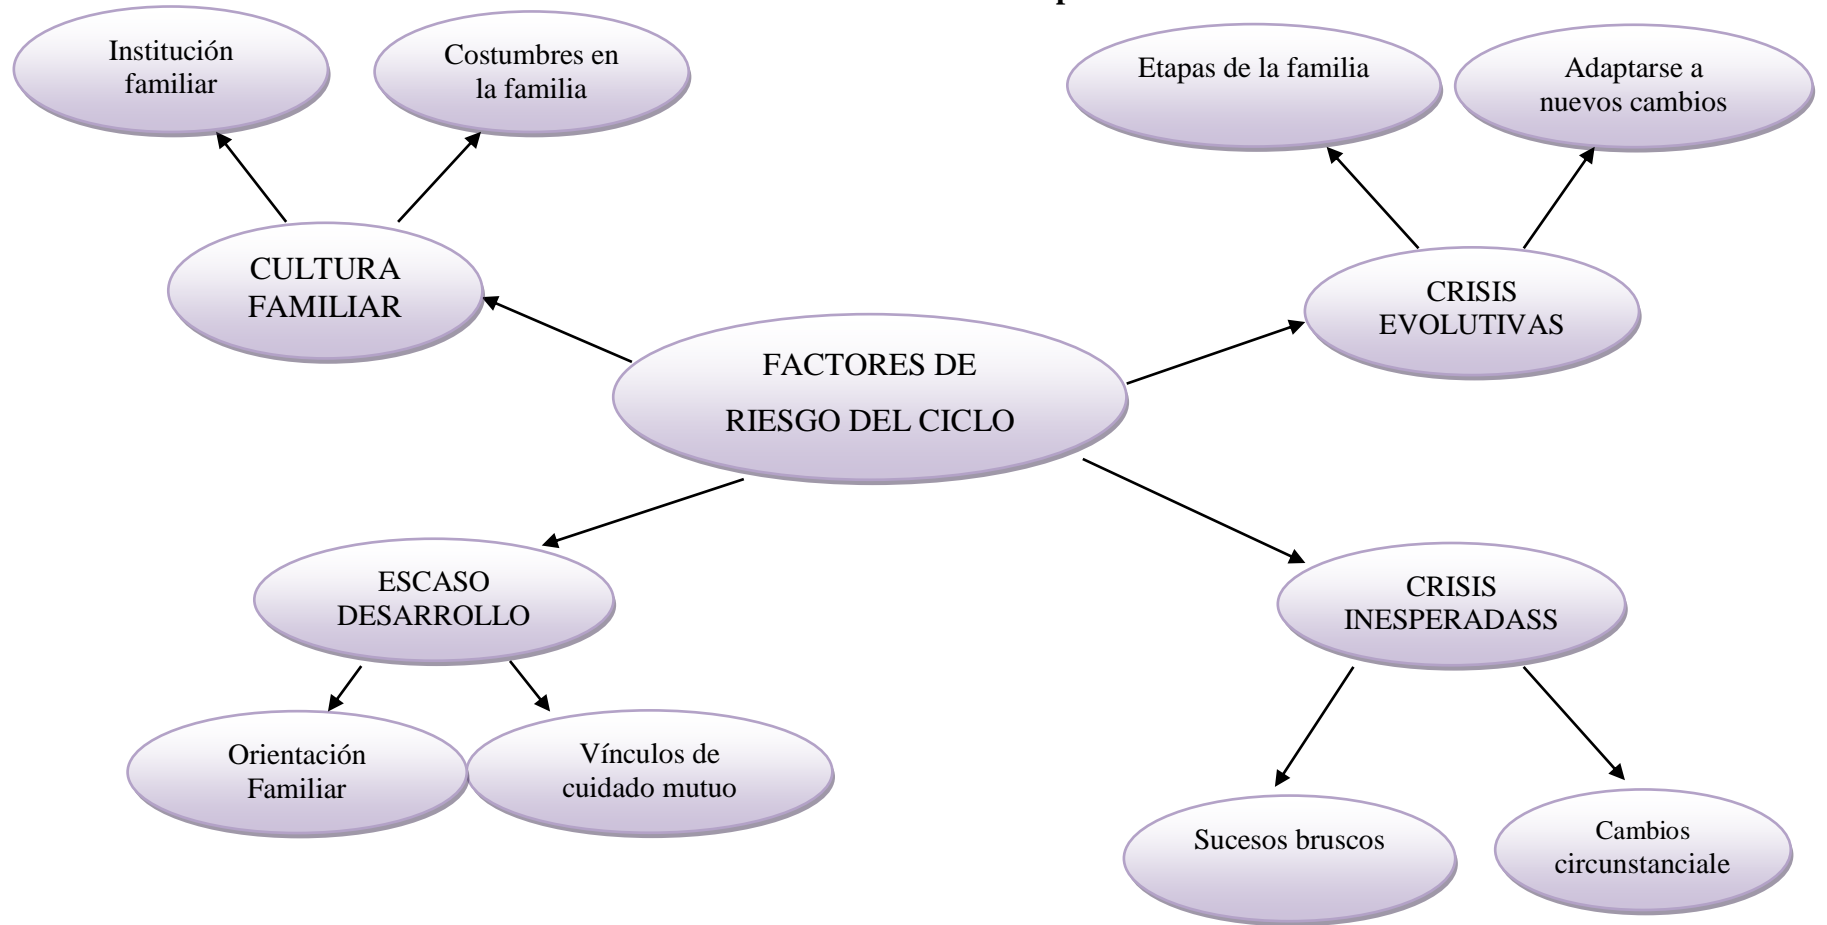 Institución
familiar
Costumbres en
la familia
Etapas de la familia
Adaptarse a
nuevos cambios
CULTURA
FAMILIAR
CRISIS
EVOLUTIVAS
FACTORES DE
RIESGO DEL CICLO
ESCASO
DESARROLLO
CRISIS
INESPERADASS
Orientación
Familiar
Vínculos de
cuidado mutuo
Sucesos bruscos
Cambios
circunstanciale